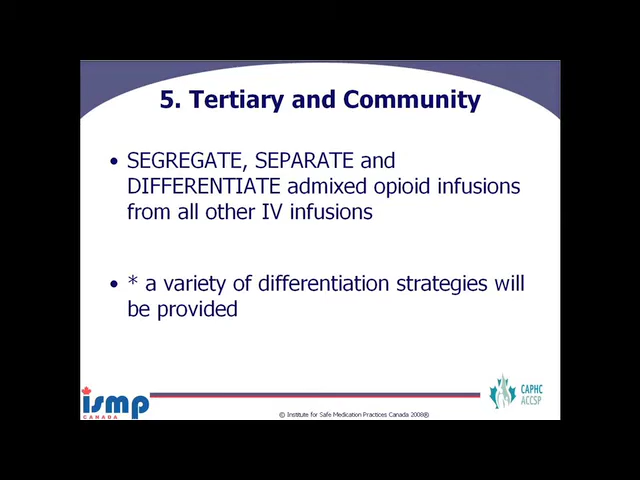 5. Tertiary and Community
• SEGREGATE, SEPARATE and
DIFFERENTIATE admixed opioid infusions
from all other IV infusions
• * a variety of differentiation strategies will
be provided
ismp
CANADA
© Institute for Safe Medication Practices Canada 2008®
CAPHC
ACCSP